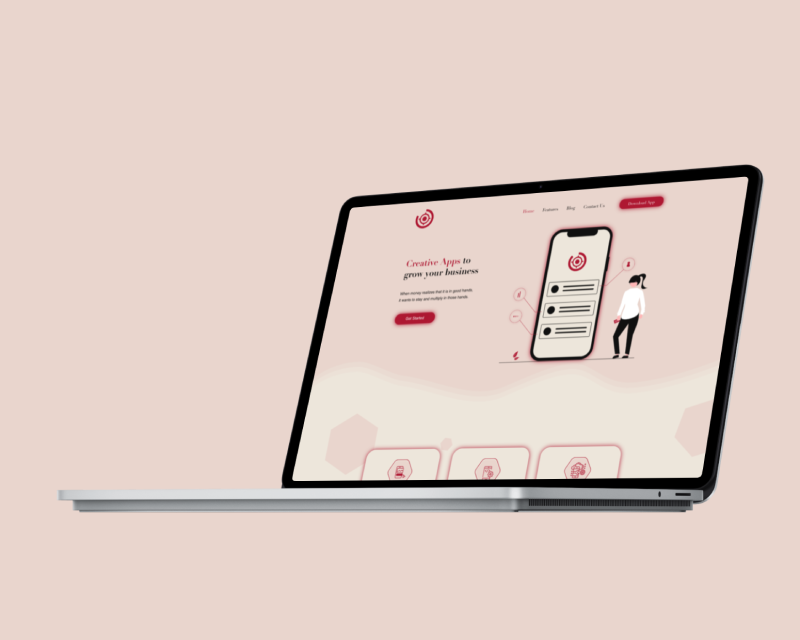 Home Features Blog Contact Us Download App
Creative Apps to
grow your business
When money realises that it is in good hands,
it wants to stay and multiply in those hands.
Get Started